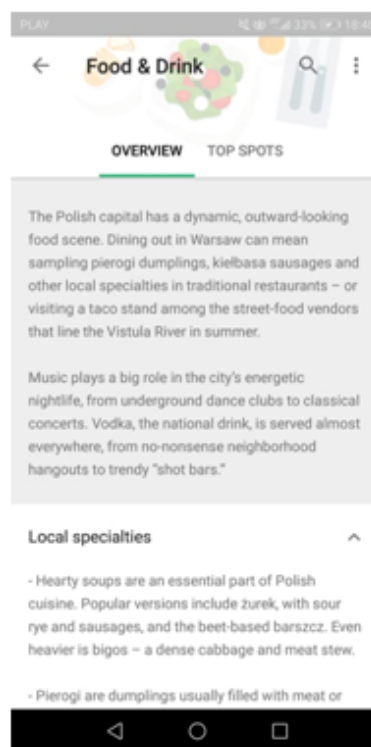 PLAY 33% 18:46
Food & Drink
OVERVIEW TOP SPOTS
The Polish capital has a dynamic, outward-looking
food scene. Dining out in Warsaw can mean
sampling pierogi dumplings, kiełbasa sausages and
other local specialties in traditional restaurants – or
visiting a taco stand among the street-food vendors
that line the Vistula River in summer.
Music plays a big role in the city's energetic
nightlife, from underground dance clubs to classical
concerts. Vodka, the national drink, is served almost
everywhere, from no-nonsense neighborhood
hangouts to trendy “shot bars.”
Local specialties
- Hearty soups are an essential part of Polish
cuisine. Popular versions include żurek, with sour
rye and sausages, and the beet-based barszcz. Even
heavier is bigos – a dense cabbage and meat stew.
- Pierogi are dumplings usually filled with meat or